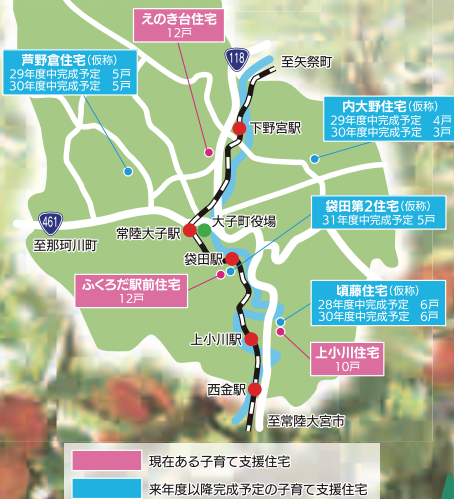 えのき台住宅
12戸
芦野倉住宅(仮称)
29年度中完成予定 5戸
30年度中完成予定 5戸
118
至矢祭町
下野宮駅
内大野住宅(仮称)
29年度中完成予定 4戸
30年度中完成予定 3戸
461
至那珂川町
常陸大子駅
大子町役場
袋田第2住宅(仮称)
31年度中完成予定 5戸
袋田駅
ふくろだ駅前住宅
12戸
頃藤住宅(仮称)
28年度中完成予定 6戸
30年度中完成予定 6戸
上小川駅
上小川住宅
10戸
西金駅
至常陸大宮市
現在ある子育て支援住宅
来年度以降完成予定の子育て支援住宅